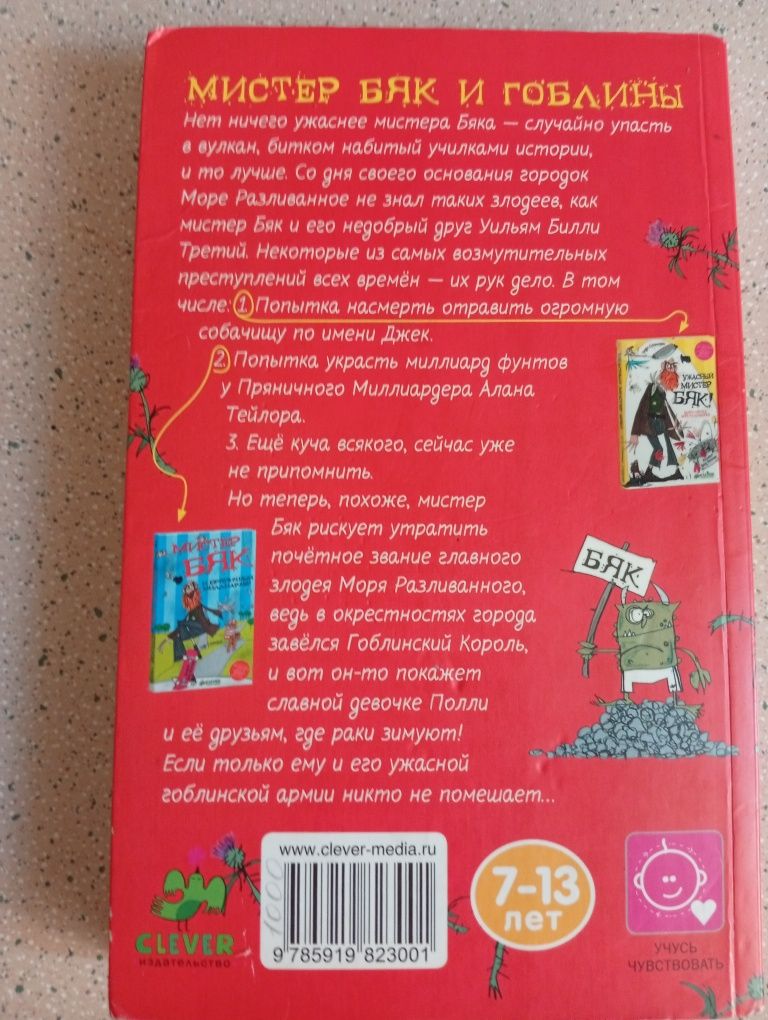 МИСТЕР БЯК И ГОБЛИНЫ
Нет ничего ужаснее мистера Бяка — случайно упасть
в вулкан, битком набитый училками истории,
и то лучше. Со дня своего основания городок
Море Разливанное не знал таких злодеев, как
мистер Бяк и его недобрый друг Уильям Билли
Третий. Некоторые из самых возмутительных
преступлений всех времён — их рук дело. В том
числе: 1. Попытка насмерть отравить огромную
собачищу по имени Джек.
2. Попытка украсть миллиард фунтов
у Пряничного Миллиардера Алана
Тейлора.
3. Ещё куча всякого, сейчас уже
не припомнить.
Но теперь, похоже, мистер
Бяк рискует утратить
почётное звание главного
злодея Моря Разливанного,
ведь в окрестностях города
завёлся Гоблинский Король,
и вот он-то покажет
славной девочке Полли
и её друзьям, где раки зимуют!
Если только ему и его ужасной
гоблинской армии никто не помешает...
УЖАСНЫЙ
МИСТЕР
БЯК!
МИСТЕР
БЯК
БЯК
CLEVER
ИЗДАТЕЛЬСТВО
www.clever-media.ru
1000
9 785919 823001
7-13
лет
УЧУСЬ
ЧУВСТВОВАТЬ